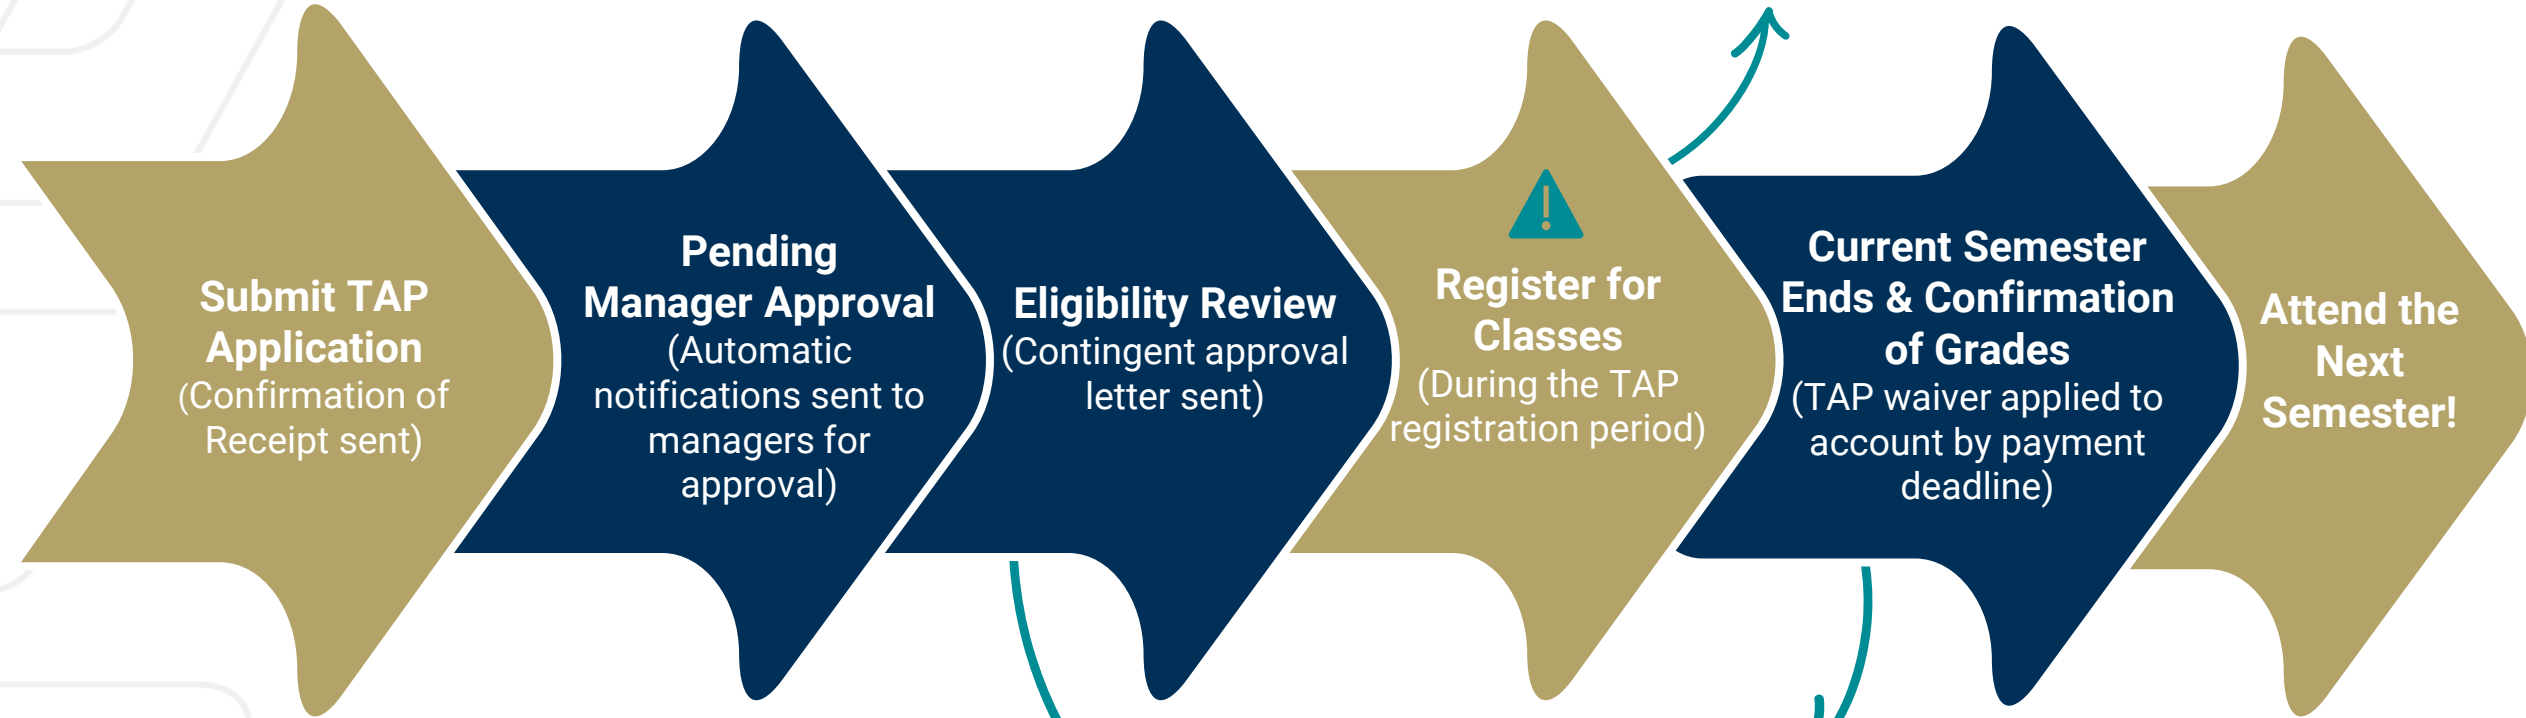 Submit TAP
Application
(Confirmation of
Receipt sent)
Pending
Manager Approval
(Automatic
notifications sent to
managers for
approval)
Eligibility Review
(Contingent approval
letter sent)
Register for
Classes
(During the TAP
registration period)
Current Semester
Ends & Confirmation
of Grades
(TAP waiver applied to
account by payment
deadline)
Attend the
Next
Semester!